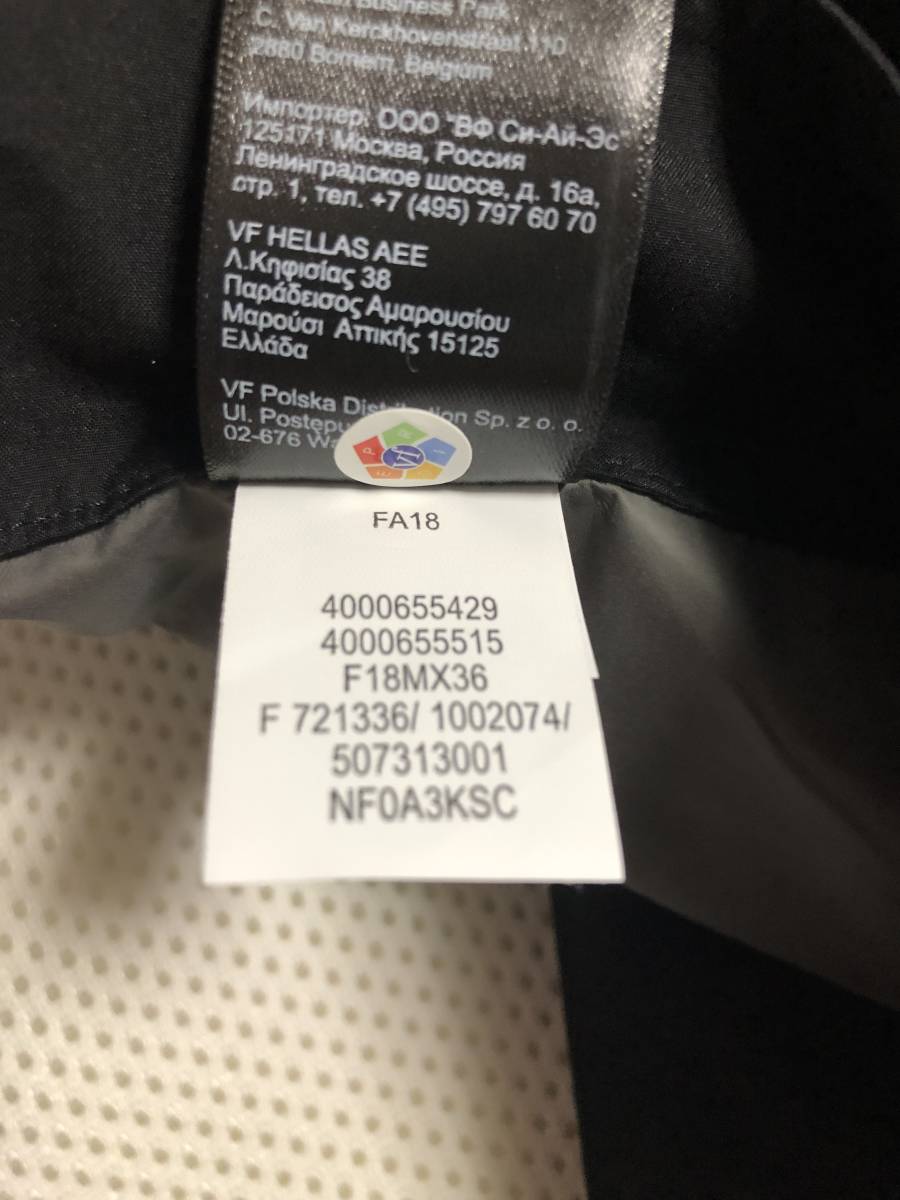 Business Park
C. Van Kerckhovenstraat 110
2880 Bornem, Belgium
Импортер: ООО "ВФ Си-Ай-Эс
125171 Москва, Россия
Ленинградское шоссе, д. 16а,
стр. 1, тел. +7 (495) 797 60 70
VF HELLAS AEE
Λ.Κηφισίας 38
Παράδεισος Αμαρουσίου
Μαρούσι Αττικής 15125
Ελλάδα
VF Polska Sp. z o. o.
Ul.
02-676
FA18
4000655429
4000655515
F18MX36
F 721336/ 1002074/
507313001
NF0A3KSC